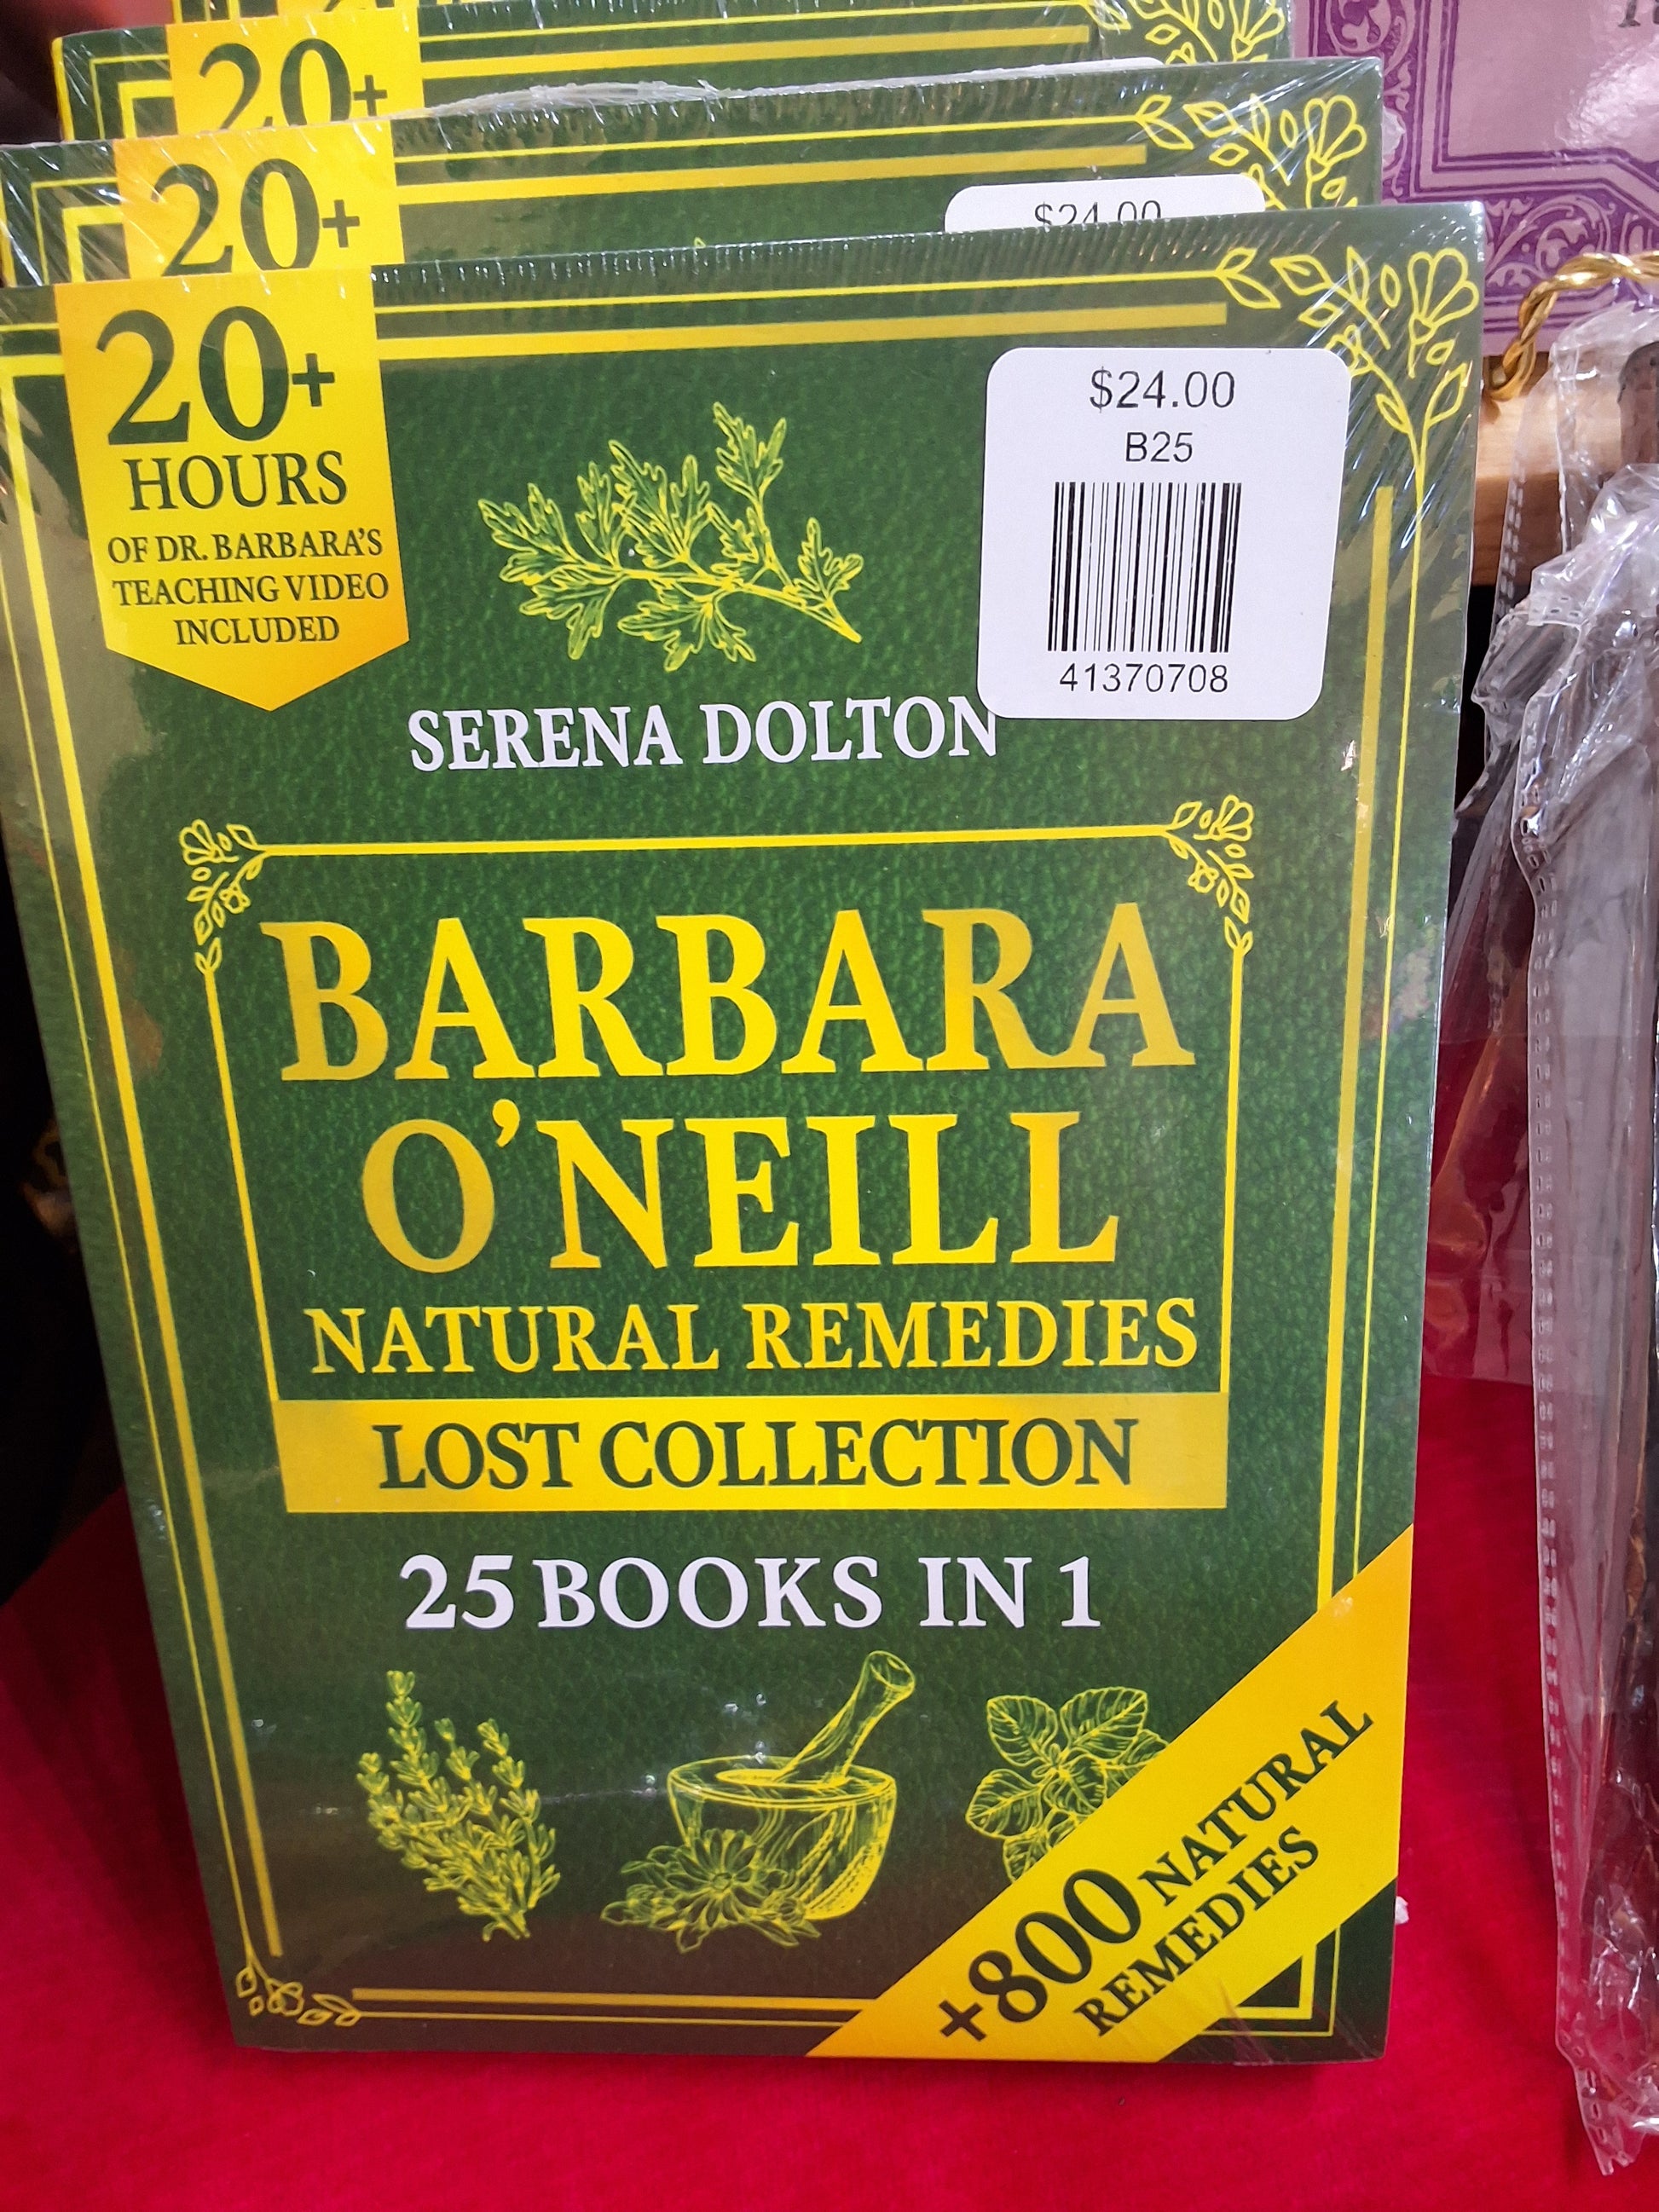 20+
20+
$24.00
20+
HOURS
OF DR. BARBARA'S
TEACHING VIDEO
INCLUDED
$24.00
B25
41370708
SERENA DOLTON
BARBARA
O'NEILL
NATURAL REMEDIES
LOST COLLECTION
25 BOOKS IN 1
+800 NATURAL
REMEDIES